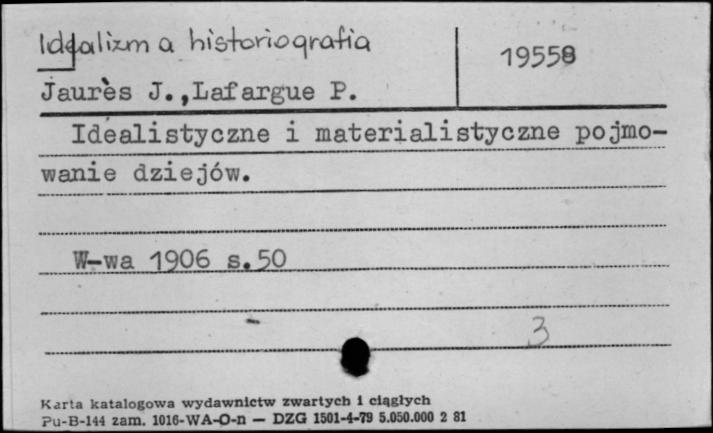 Idealizm a historiografia
19558
Jaurès J.,Lafargue P.
Idealistyczne i materialistyczne pojmo-
wanie dziejów.
W-wa 1906 s.50
3
Karta katalogowa wydawnictw zwartych i ciągłych
Pu-B-144 zam. 1016-WA-O-n — DZG 1501-4-79 5.050.000 2 81